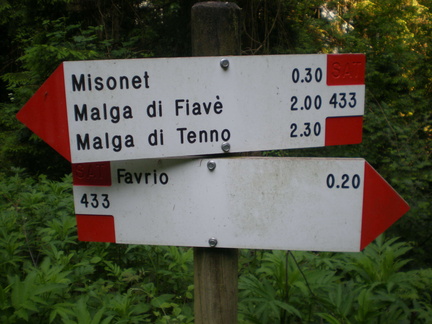 Misonet 0.30 SAT
Malga di Fiavè 2.00 433
Malga di Tenno 2.30
SAT Favrio 0.20
433